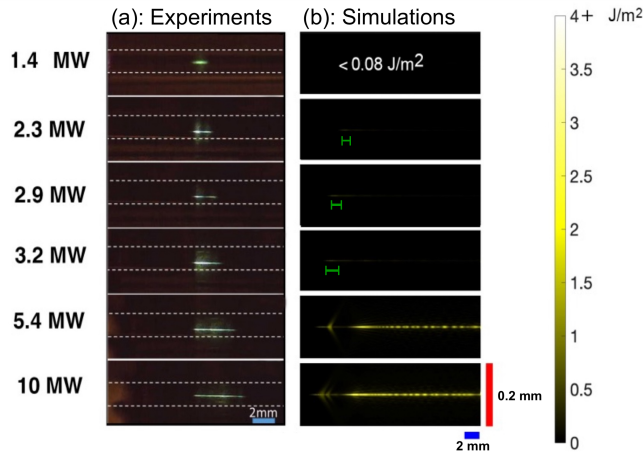 (a): Experiments
(b): Simulations
4+ J/m²
1.4 MW
< 0.08 J/m²
3.5
2.3 MW
3
2.9 MW
2.5
2
3.2 MW
1.5
5.4 MW
1
10 MW
0.5
2mm
0.2 mm
2 mm
0